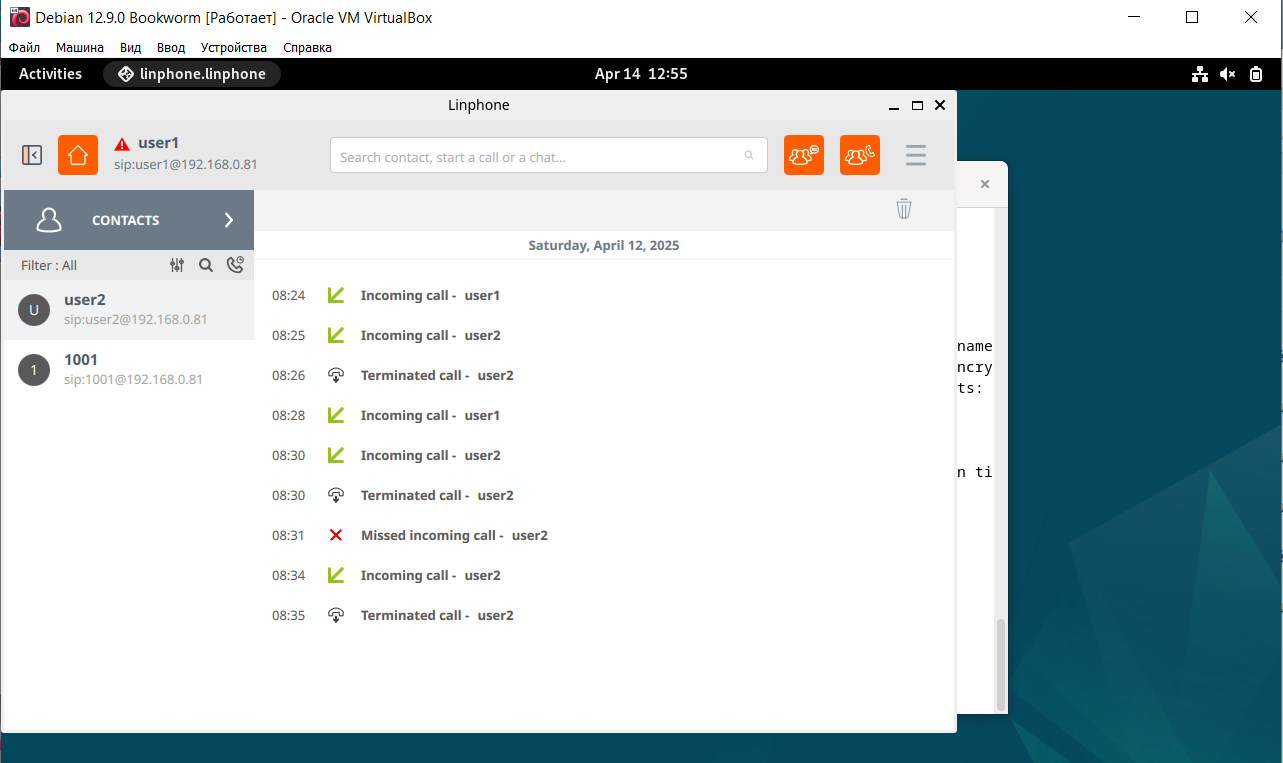 Debian 12.9.0 Bookworm [Работает] - Oracle VM VirtualBox
Файл Машина Вид Ввод Устройства Справка
Activities linphone.linphone Apr 14 12:55
Linphone
user1
sip:user1@192.168.0.81
Search contact, start a call or a chat...
CONTACTS
Filter : All
U user2
sip:user2@192.168.0.81
1 1001
sip:1001@192.168.0.81
Saturday, April 12, 2025
08:24 Incoming call - user1
08:25 Incoming call - user2
08:26 Terminated call - user2
08:28 Incoming call - user1
08:30 Incoming call - user2
08:30 Terminated call - user2
08:31 Missed incoming call - user2
08:34 Incoming call - user2
08:35 Terminated call - user2
name
ncry
ts:
n ti